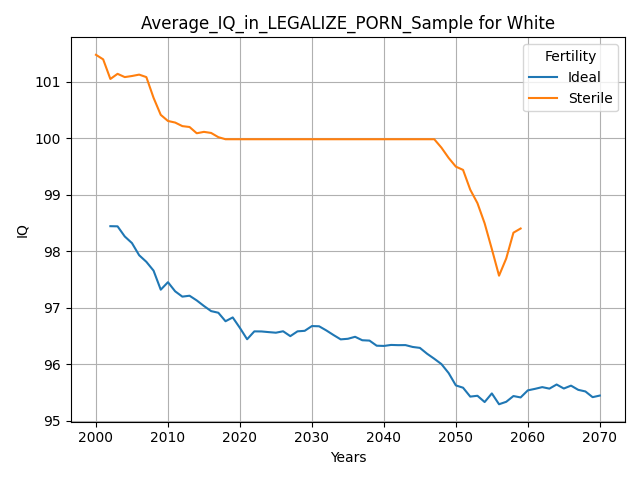 Average_IQ_in_LEGALIZE_PORN_Sample for White
Fertility
Ideal
Sterile
IQ
101
100
99
98
97
96
95
2000 2010 2020 2030 2040 2050 2060 2070
Years